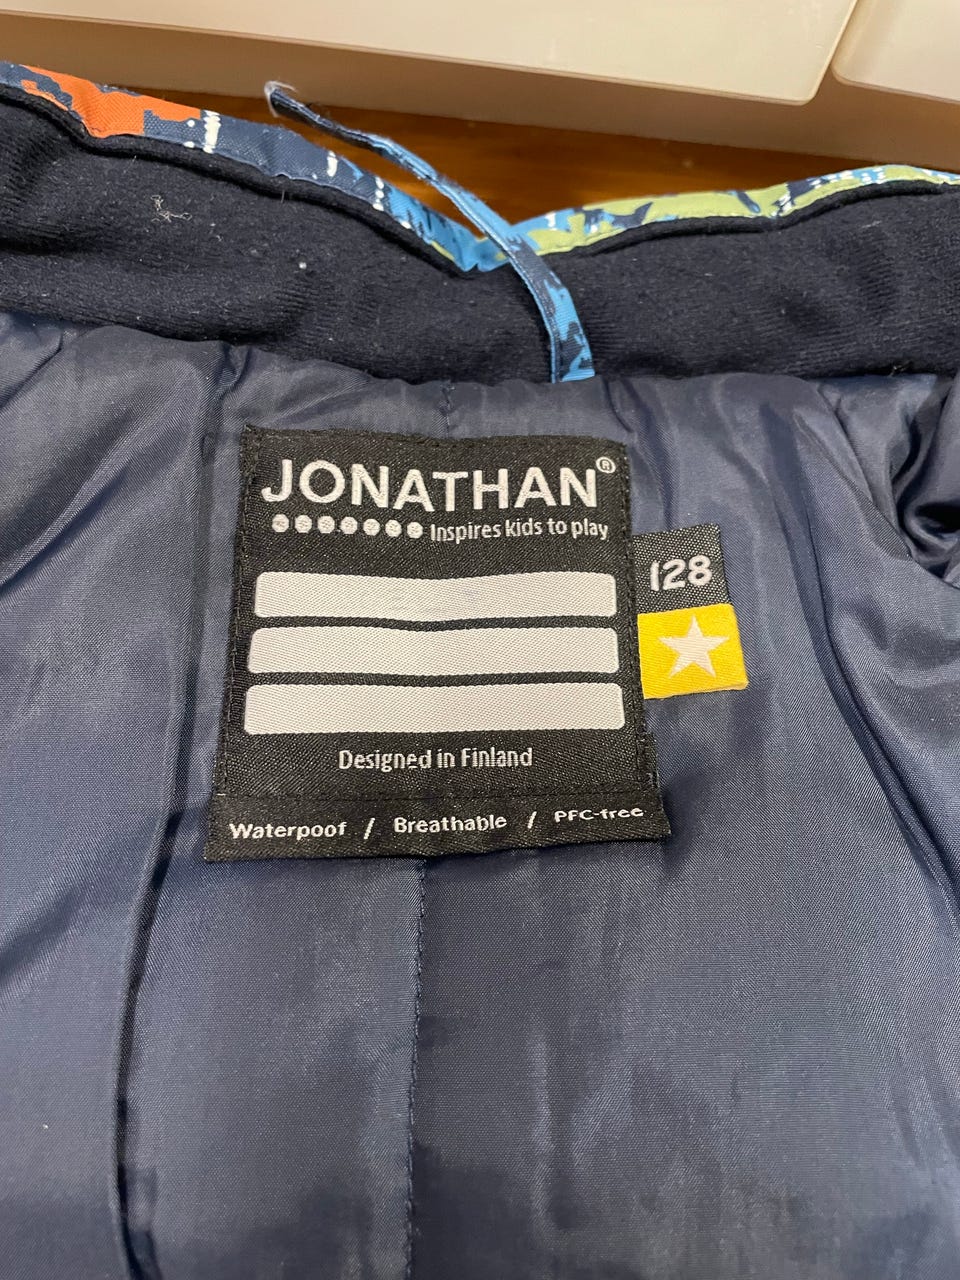 JONATHAN®
Inspires kids to play
128
Designed in Finland
Waterpoof / Breathable / PFC-free